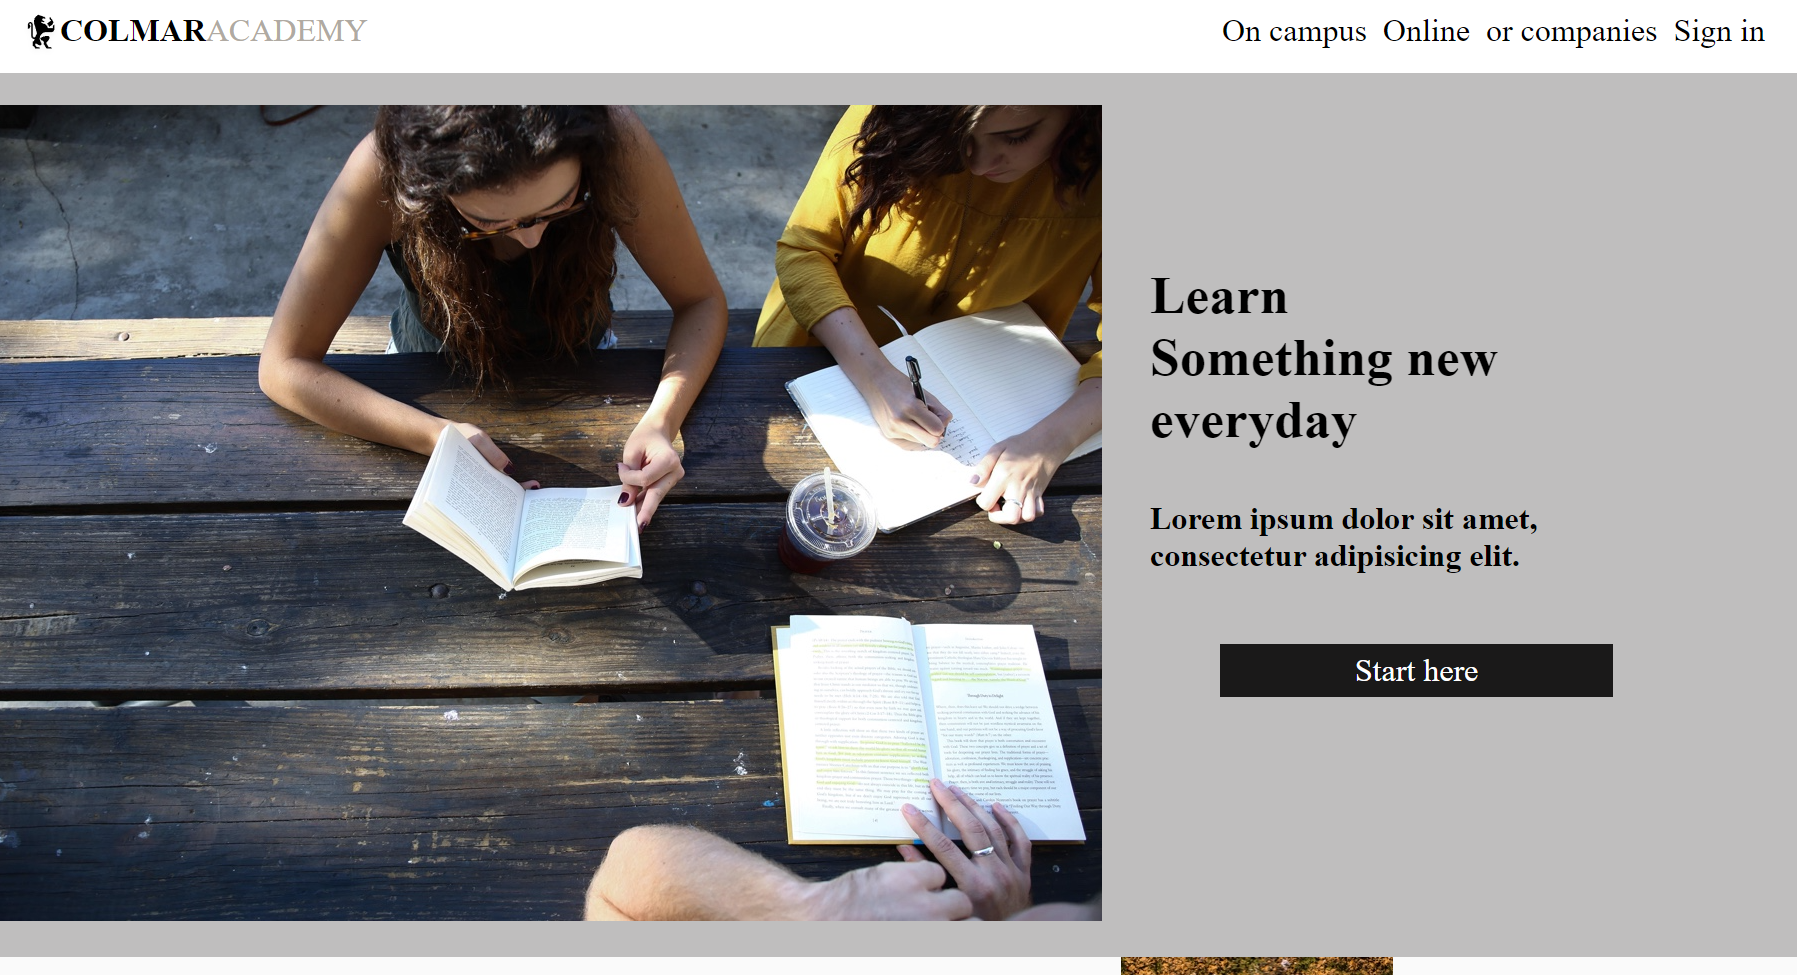 COLMARACADEMY
On campus Online or companies Sign in
Learn
Something new
everyday
Lorem ipsum dolor sit amet,
consectetur adipisicing elit.
Start here